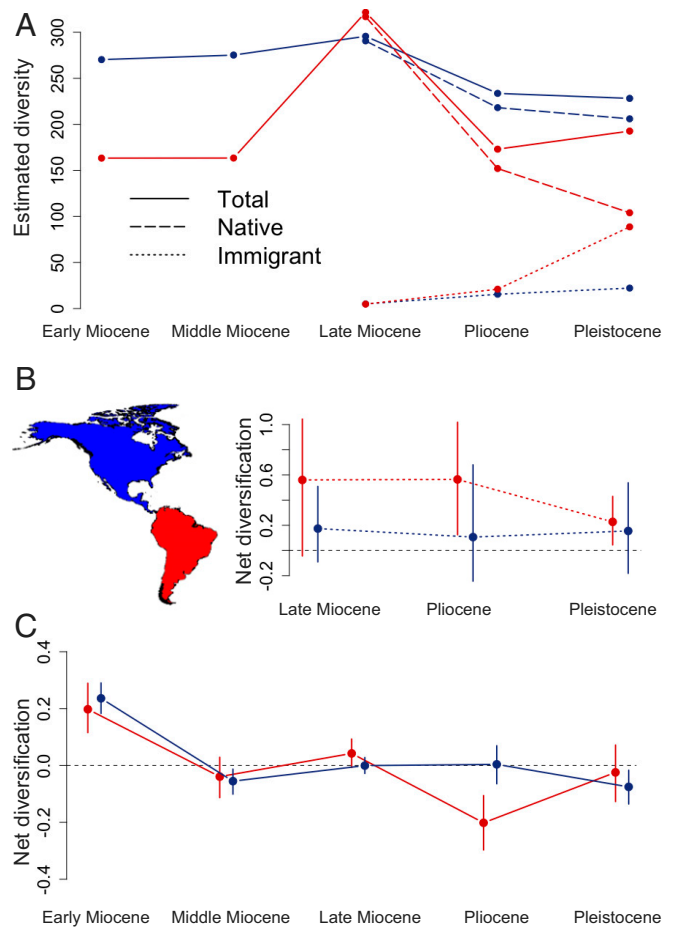 A
Estimated diversity
300
250
200
150
100
50
0
Total
Native
Immigrant
Early Miocene Middle Miocene Late Miocene Pliocene Pleistocene
B
Net diversification
1.0
0.6
0.2
-0.2
Late Miocene Pliocene Pleistocene
C
Net diversification
0.4
0.2
0.0
-0.2
-0.4
Early Miocene Middle Miocene Late Miocene Pliocene Pleistocene